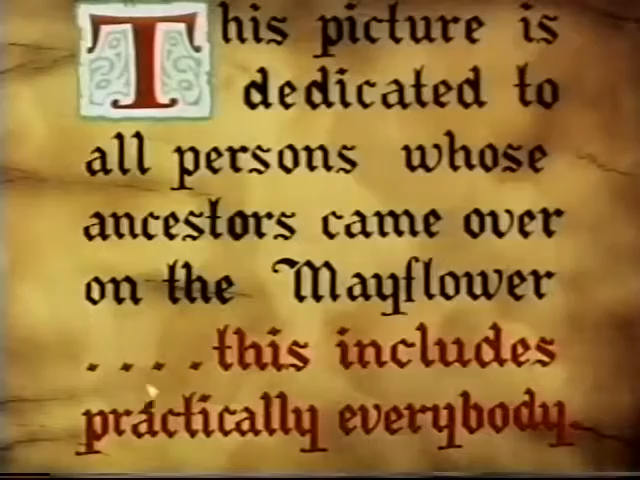 This picture is
dedicated to
all persons whose
ancestors came over
on the Mayflower
....this includes
practically everybody.